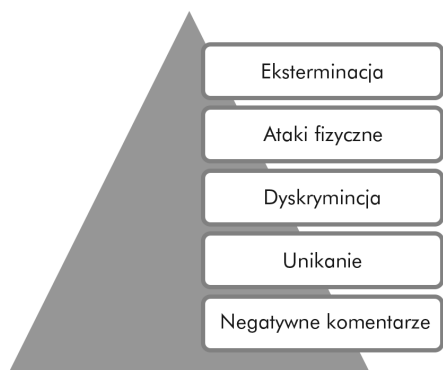 Eksterminacja
Ataki fizyczne
Dyskrymincja
Unikanie
Negatywne komentarze